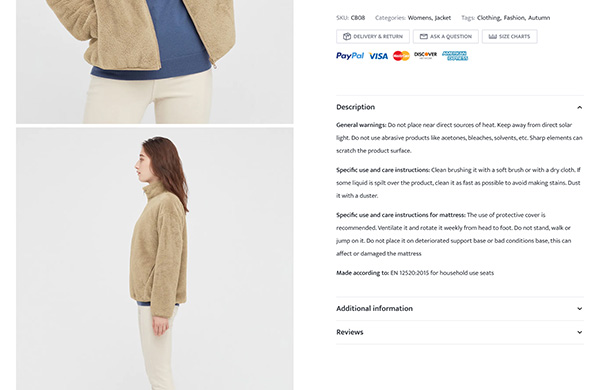 SKU: CB08 Categories: Womens, Jacket Tags: Clothing, Fashion, Autumn
DELIVERY & RETURN ASK A QUESTION SIZE CHARTS
PayPal VISA MasterCard DISCOVER AMERICAN EXPRESS
Description
General warnings: Do not place near direct sources of heat. Keep away from direct solar
light. Do not use abrasive products like acetones, bleaches, solvents, etc. Sharp elements can
scratch the product surface.
Specific use and care instructions: Clean brushing it with a soft brush or with a dry cloth. If
some liquid is spilt over the product, clean it as fast as possible to avoid making stains. Dust
it with a duster.
Specific use and care instructions for mattress: The use of protective cover is
recommended. Ventilate it and rotate it weekly from head to foot. Do not stand, walk or
jump on it. Do not place it on deteriorated support base or bad conditions base, this can
affect or damaged the mattress
Made according to: EN 12520:2015 for household use seats
Additional information
Reviews